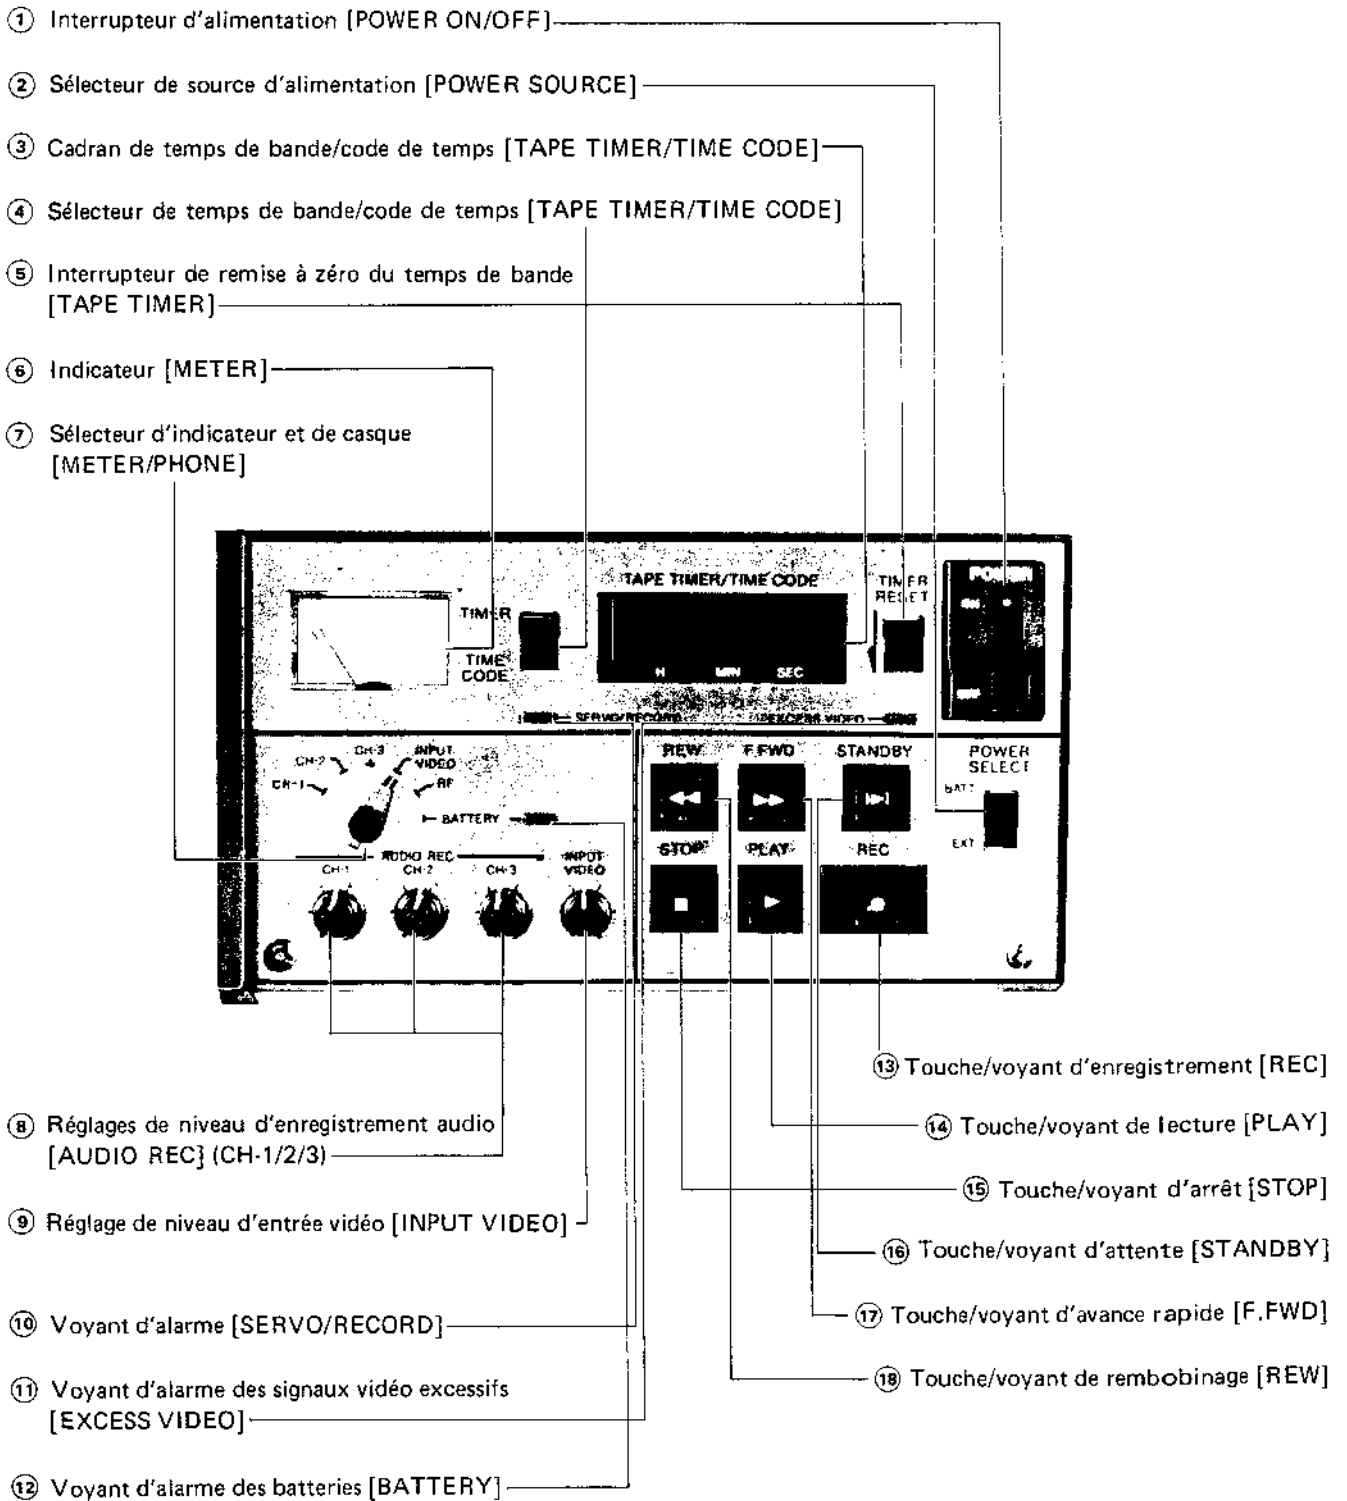 ① Interrupteur d'alimentation [POWER ON/OFF]
② Sélecteur de source d'alimentation [POWER SOURCE]
③ Cadran de temps de bande/code de temps [TAPE TIMER/TIME CODE]
④ Sélecteur de temps de bande/code de temps [TAPE TIMER/TIME CODE]
⑤ Interrupteur de remise à zéro du temps de bande
[TAPE TIMER]
⑥ Indicateur [METER]
⑦ Sélecteur d'indicateur et de casque
[METER/PHONE]
TAPE TIMER/TIME CODE
TIMER
RESET
TIMER
TIME
CODE
H MIN SEC
SERVO/RECORD
EXCESS VIDEO
CH-1
CH-2
CH-3
INPUT
VIDEO
RF
BATTERY
REW
F.FWD
STANDBY
POWER
SELECT
BATT
EXT
STOP
PLAY
REC
AUDIO REC
CH-1
CH-2
CH-3
INPUT
VIDEO
⑬ Touche/voyant d'enregistrement [REC]
⑧ Réglages de niveau d'enregistrement audio
[AUDIO REC] (CH-1/2/3)
⑭ Touche/voyant de lecture [PLAY]
⑮ Touche/voyant d'arrêt [STOP]
⑨ Réglage de niveau d'entrée vidéo [INPUT VIDEO]
⑯ Touche/voyant d'attente [STANDBY]
⑩ Voyant d'alarme [SERVO/RECORD]
⑰ Touche/voyant d'avance rapide [F.FWD]
⑱ Touche/voyant de rembobinage [REW]
⑪ Voyant d'alarme des signaux vidéo excessifs
[EXCESS VIDEO]
⑫ Voyant d'alarme des batteries [BATTERY]